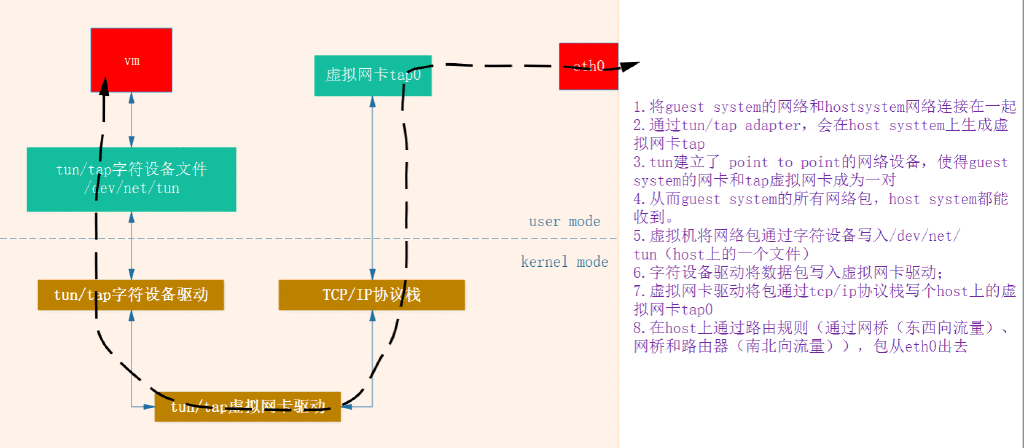 vm
虚拟网卡tap0
eth0
tun/tap字符设备文件
/dev/net/tun
user mode
kernel mode
tun/tap字符设备驱动
TCP/IP协议栈
tun/tap虚拟网卡驱动
1.将guest system的网络和hostsystem网络连接在一起
2.通过tun/tap adapter，会在host systtem上生成虚
拟网卡tap
3.tun建立了 point to point的网络设备，使得guest
system的网卡和tap虚拟网卡成为一对
4.从而guest system的所有网络包，host system都能
收到。
5.虚拟机将网络包通过字符设备写入/dev/net/
tun（host上的一个文件）
6.字符设备驱动将数据包写入虚拟网卡驱动；
7.虚拟网卡驱动将包通过tcp/ip协议栈写个host上的虚
拟网卡tap0
8.在host上通过路由规则（通过网桥（东西向流量）、
网桥和路由器（南北向流量）），包从eth0出去